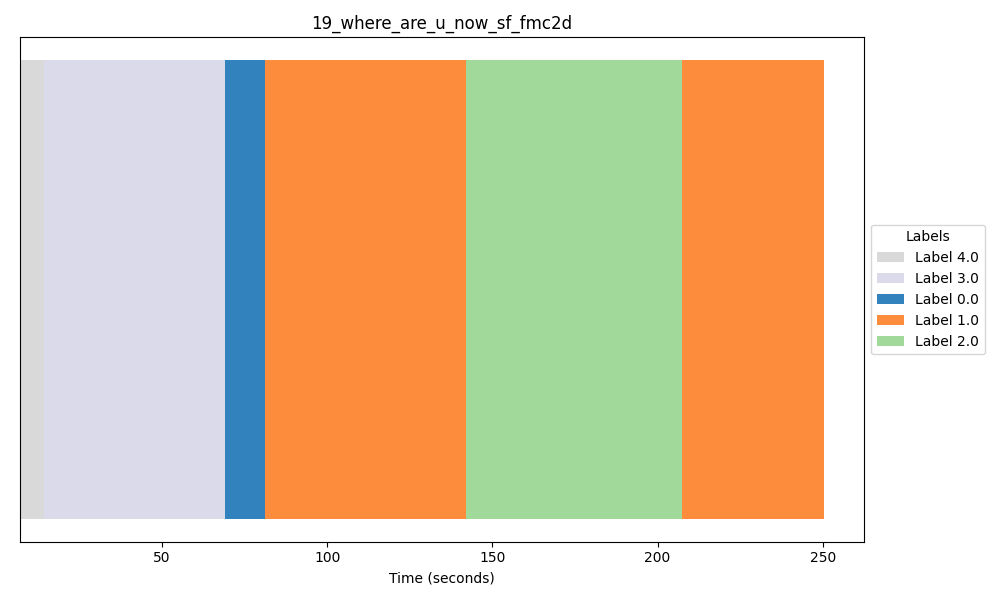 19_where_are_u_now_sf_fmc2d
Labels
Label 4.0
Label 3.0
Label 0.0
Label 1.0
Label 2.0
50 100 150 200 250
Time (seconds)